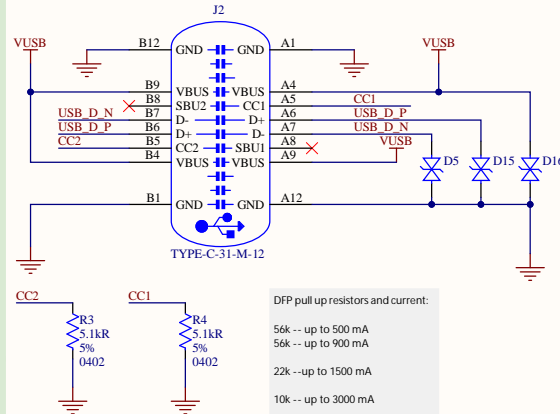 J2
VUSB
VUSB
B12 GND GND A1
B9 VBUS VBUS A4
B8 SBU2 CC1 A5 CC1
USB_D_N B7 D- D+ A6 USB_D_P
USB_D_P B6 D+ D- A7 USB_D_N
CC2 B5 CC2 SBU1 A8 VUSB
B4 VBUS VBUS A9
D5 D15 D16
B1 GND GND A12
TYPE-C-31-M-12
CC2
R3
5.1kR
5%
0402
CC1
R4
5.1kR
5%
0402
DFP pull up resistors and current:
56k -- up to 500 mA
56k -- up to 900 mA
22k --up to 1500 mA
10k -- up to 3000 mA